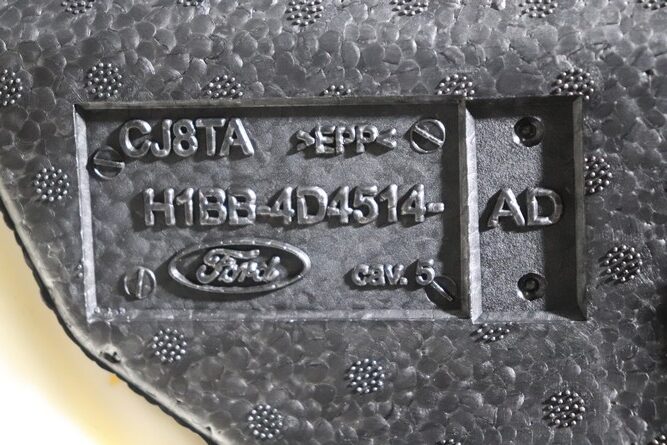 CJ8TA >EPP<
H1BB-4D4514- AD
Ford cav. 5